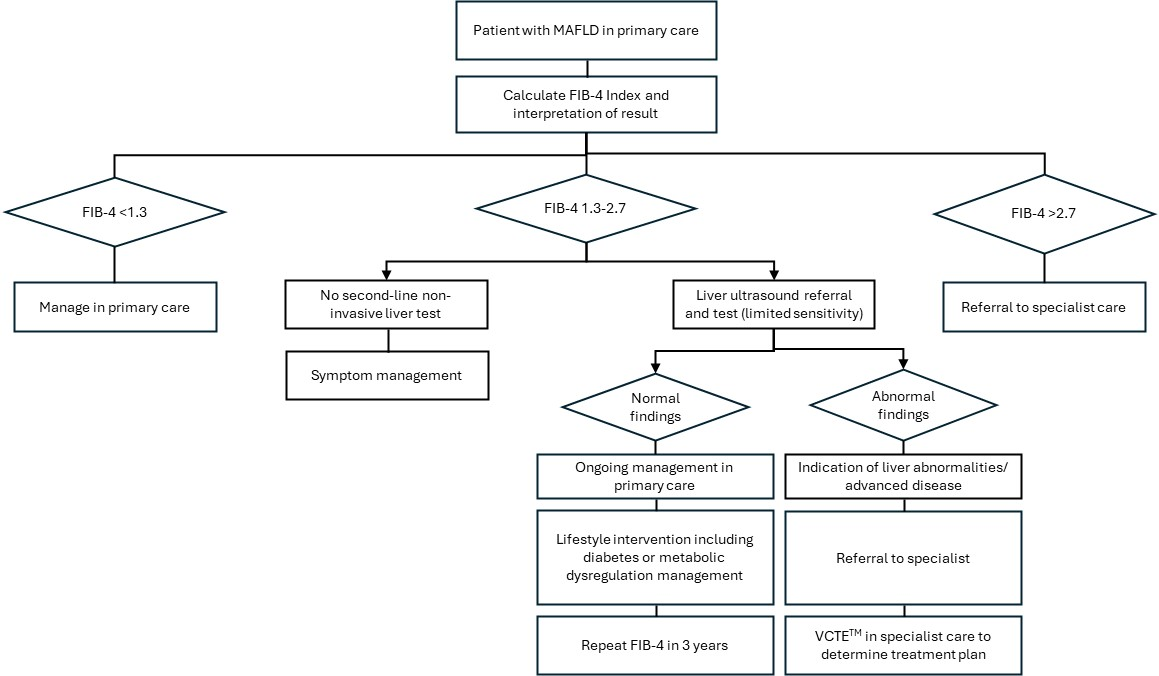 Patient with MAFLD in primary care
Calculate FIB-4 Index and
interpretation of result
FIB-4 <1.3
FIB-4 1.3-2.7
FIB-4 >2.7
Manage in primary care
No second-line non-
invasive liver test
Liver ultrasound referral
and test (limited sensitivity)
Referral to specialist care
Symptom management
Normal
findings
Abnormal
findings
Ongoing management in
primary care
Indication of liver abnormalities/
advanced disease
Lifestyle intervention including
diabetes or metabolic
dysregulation management
Referral to specialist
Repeat FIB-4 in 3 years
VCTE™ in specialist care to
determine treatment plan